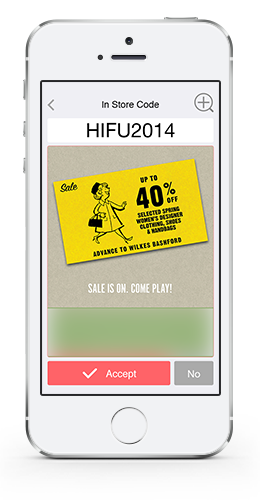 In Store Code
HIFU2014
Sale
UP TO
40% OFF
SELECTED SPRING
WOMEN'S DESIGNER
CLOTHING, SHOES
& HANDBAGS
ADVANCE TO WILKES BASHFORD
SALE IS ON. COME PLAY!
Accept
No